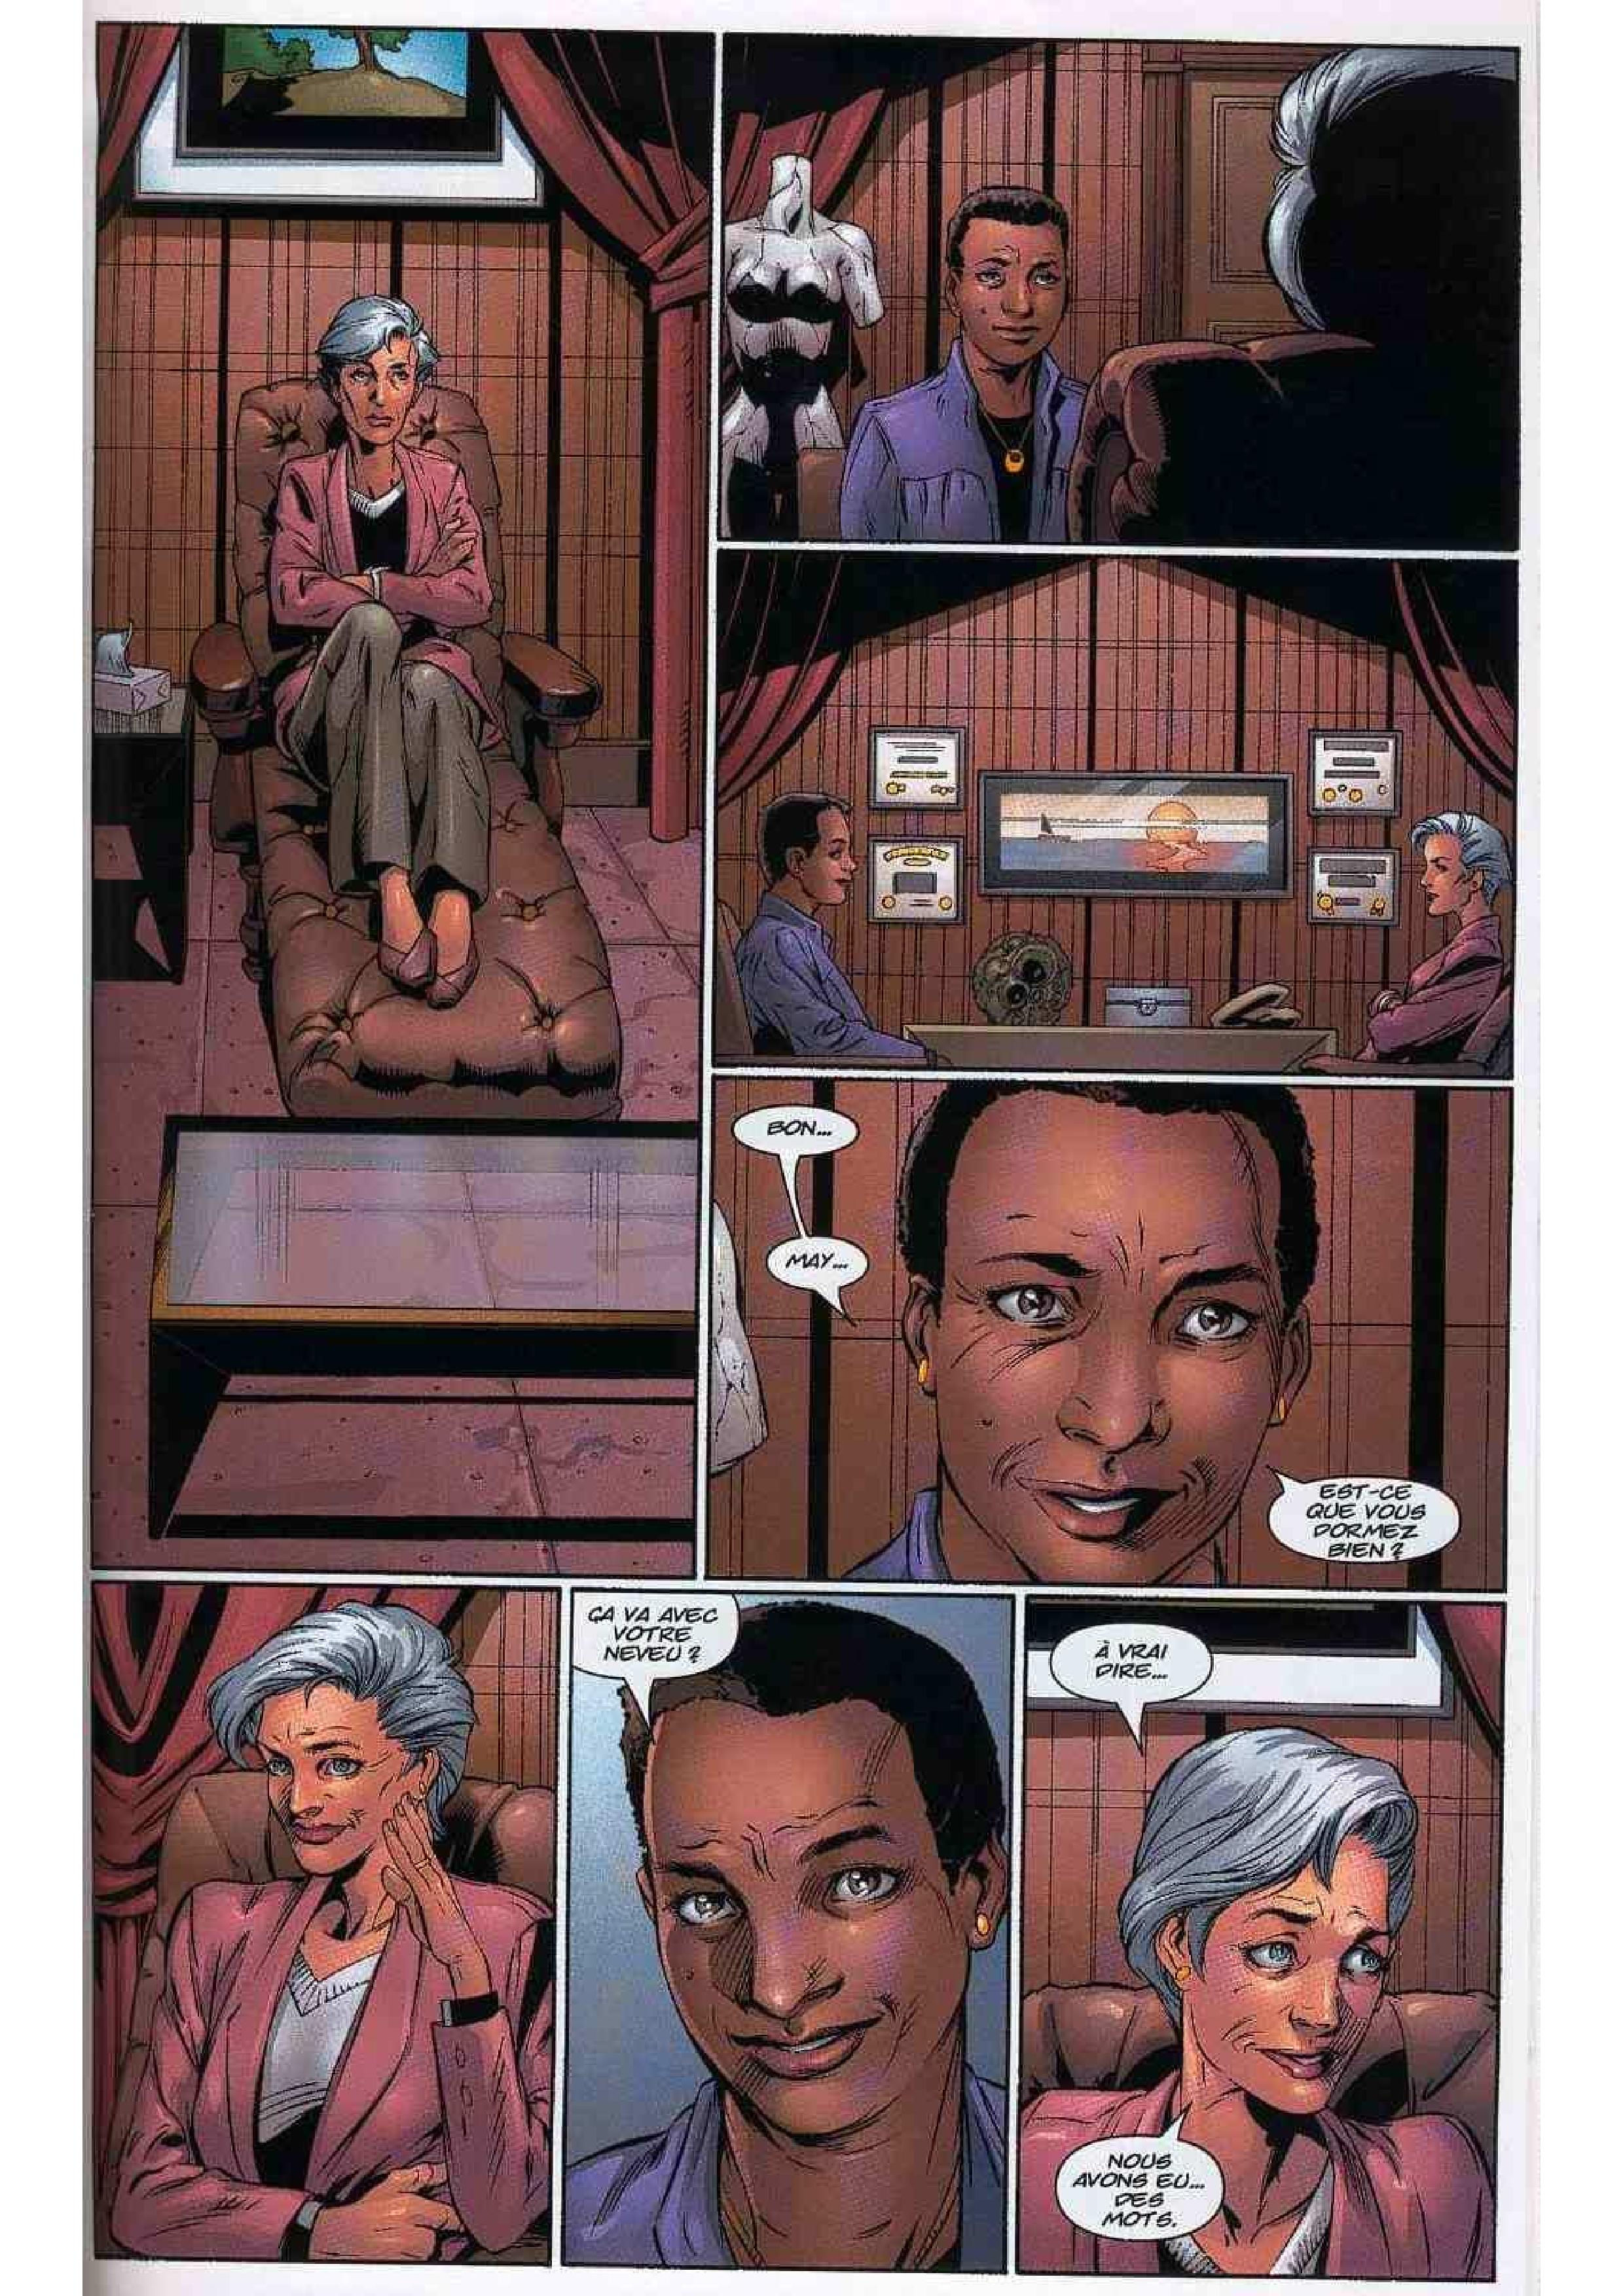 BON...
MAY...
EST-CE
QUE VOUS
DORMEZ
BIEN ?
ÇA VA AVEC
VOTRE
NEVEU ?
À VRAI
DIRE...
NOUS
AVONS EU...
DES
MOTS.